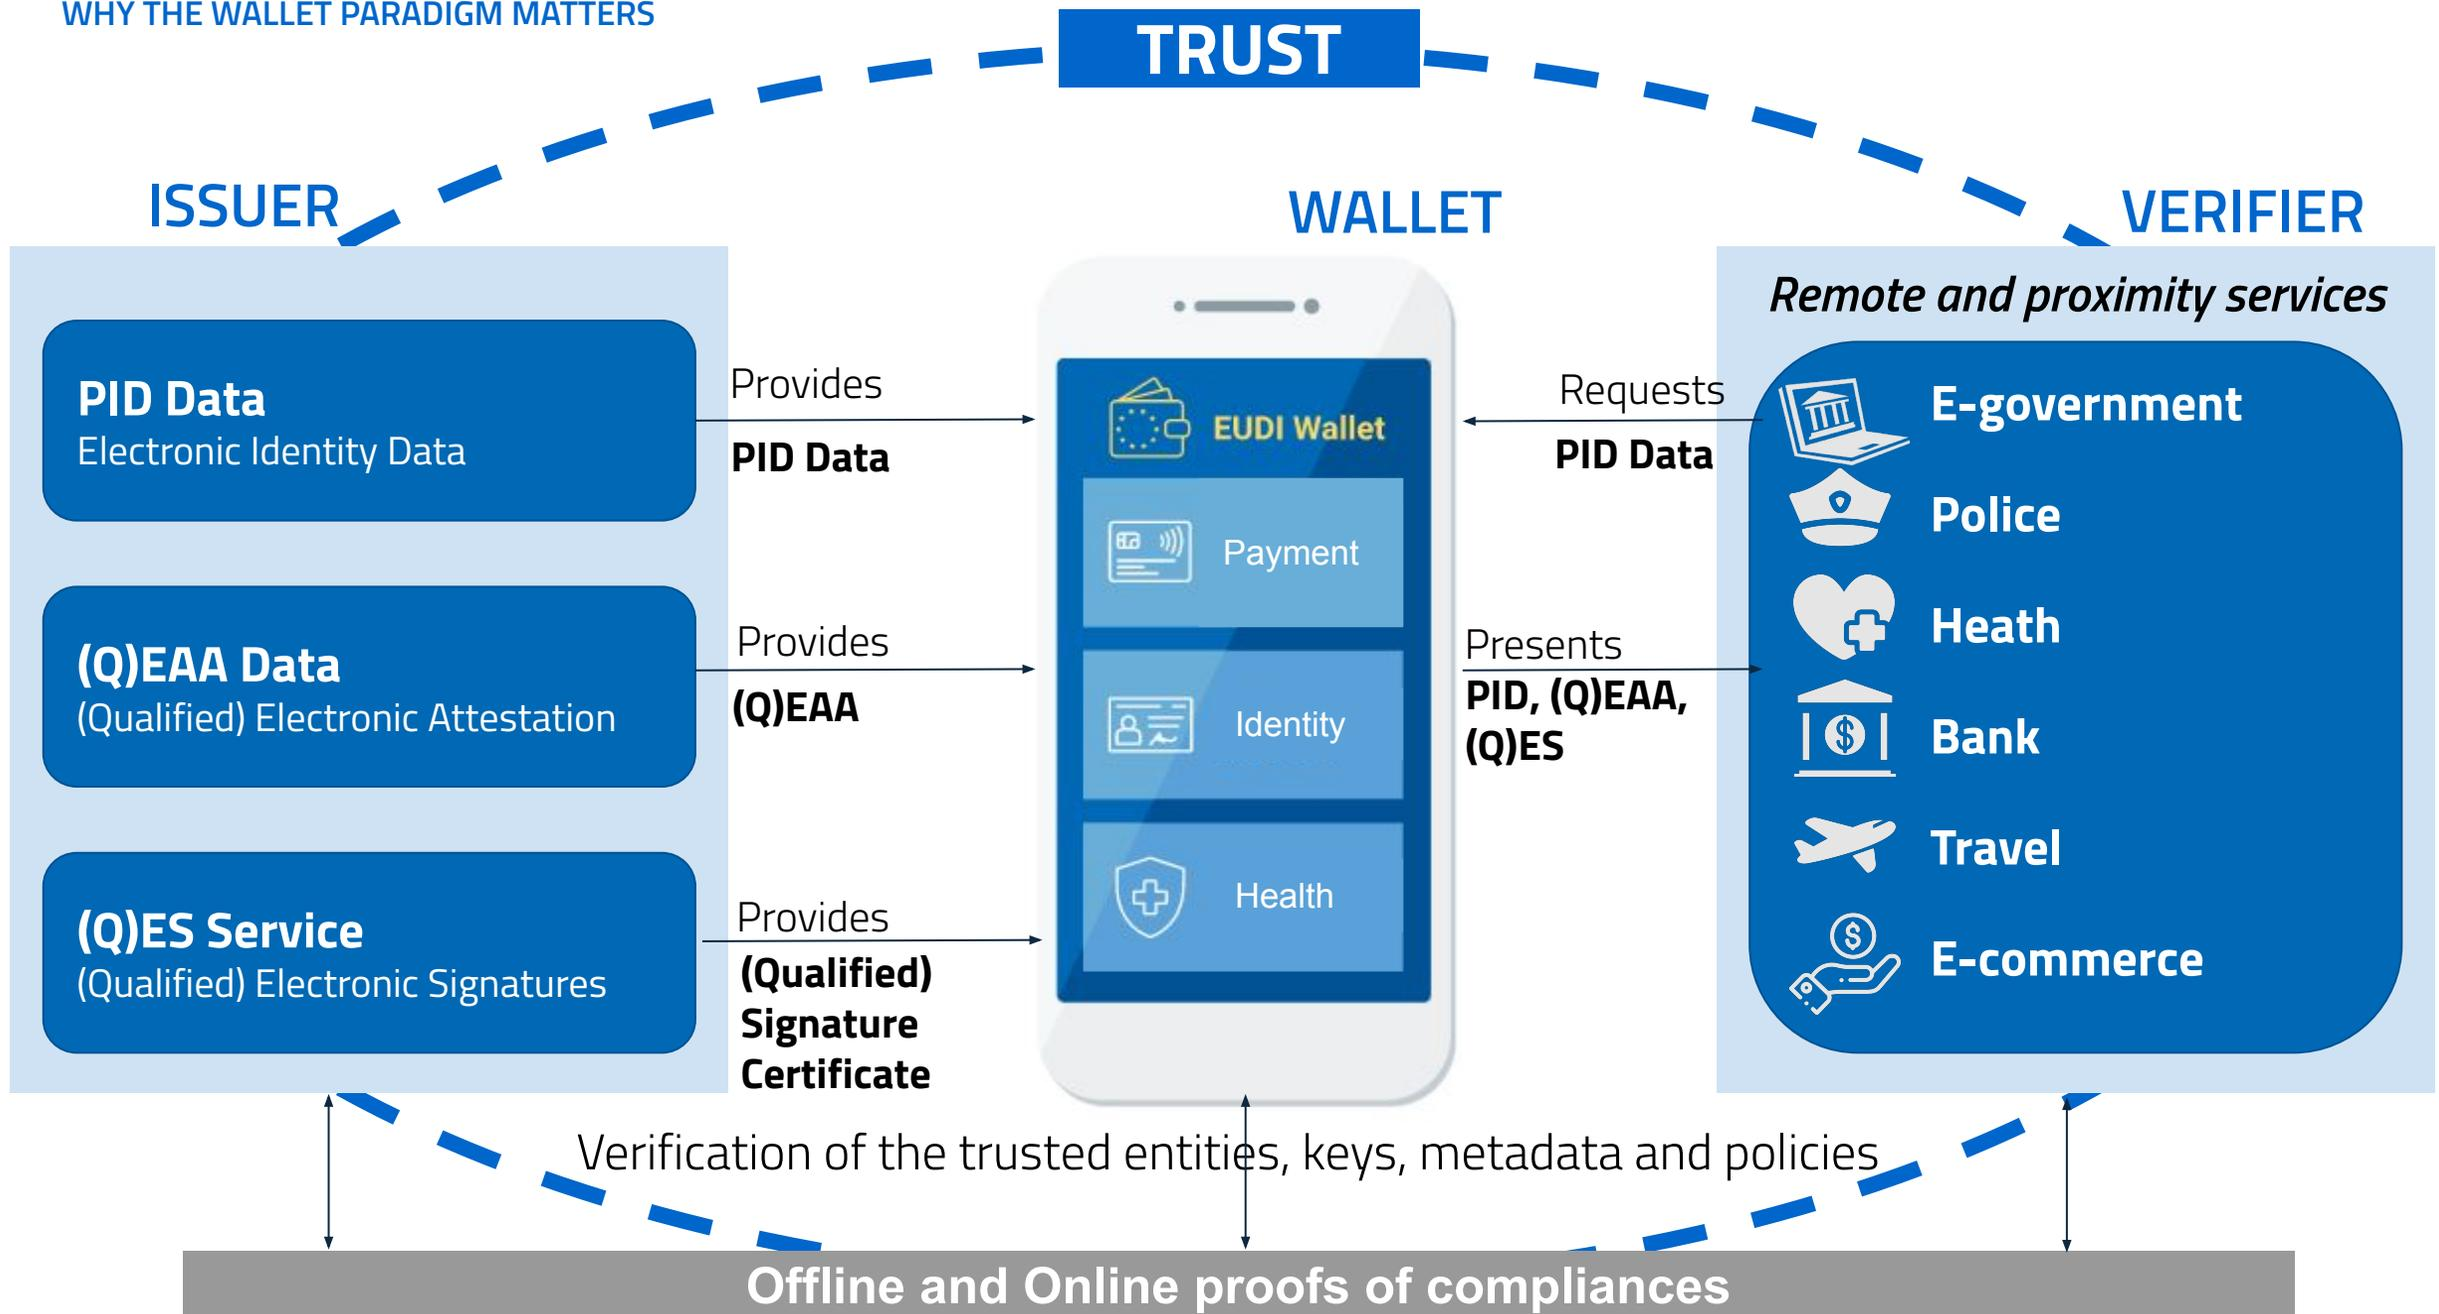 WHY THE WALLET PARADIGM MATTERS
TRUST
ISSUER
WALLET
VERIFIER
PID Data
Electronic Identity Data
(Q)EAA Data
(Qualified) Electronic Attestation
(Q)ES Service
(Qualified) Electronic Signatures
Provides
PID Data
Provides
(Q)EAA
Provides
(Qualified)
Signature
Certificate
EUDI Wallet
Payment
Identity
Health
Requests
PID Data
Presents
PID, (Q)EAA,
(Q)ES
Remote and proximity services
E-government
Police
Heath
Bank
Travel
E-commerce
Verification of the trusted entities, keys, metadata and policies
Offline and Online proofs of compliances